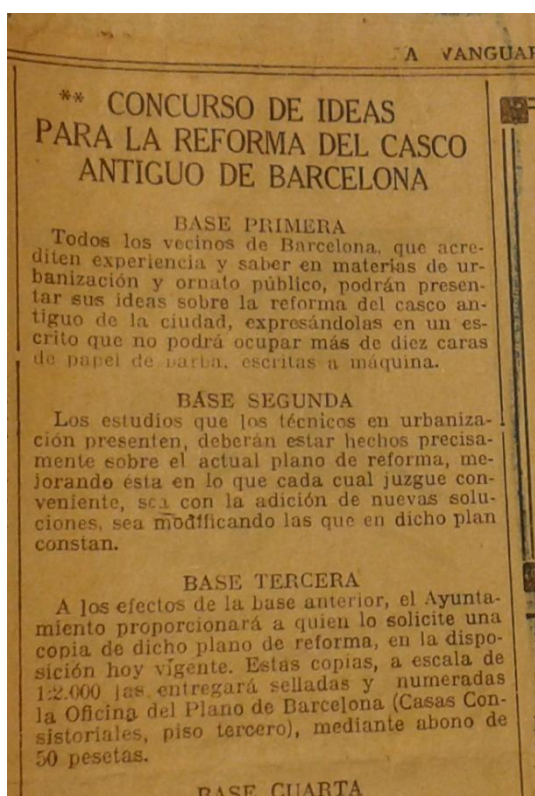 A VANGUAR
** CONCURSO DE IDEAS
PARA LA REFORMA DEL CASCO
ANTIGUO DE BARCELONA
BASE PRIMERA
Todos los vecinos de Barcelona, que acre-
diten experiencia y saber en materias de ur-
banización y ornato público, podrán presen-
tar sus ideas sobre la reforma del casco an-
tiguo de la ciudad, expresándolas en un es-
crito que no podrá ocupar más de diez caras
de papel de barba, escritas a máquina.
BASE SEGUNDA
Los estudios que los técnicos en urbaniza-
ción presenten, deberán estar hechos precisa-
mente sobre el actual plano de reforma, me-
jorando ésta en lo que cada cual juzgue con-
veniente, sea con la adición de nuevas solu-
ciones, sea modificando las que en dicho plan
constan.
BASE TERCERA
A los efectos de la base anterior, el Ayunta-
miento proporcionará a quien lo solicite una
copia de dicho plano de reforma, en la dispo-
sición hoy vigente. Estas copias, a escala de
1:2.000 las entregará selladas y numeradas
la Oficina del Plano de Barcelona (Casas Con-
sistoriales, piso tercero), mediante abono de
50 pesetas.
BASE CUARTA